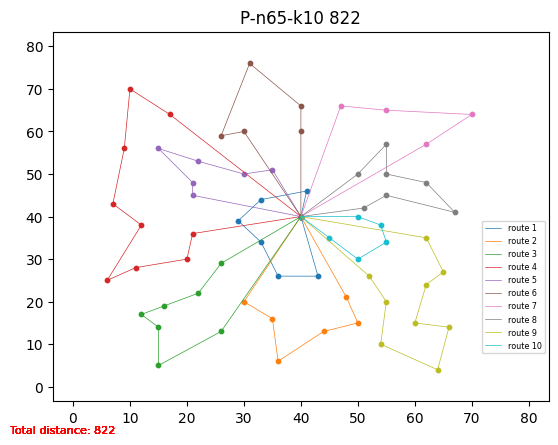 P-n65-k10 822
80
70
60
50
40
30
20
10
0
0 10 20 30 40 50 60 70 80
route 1
route 2
route 3
route 4
route 5
route 6
route 7
route 8
route 9
route 10
Total distance: 822